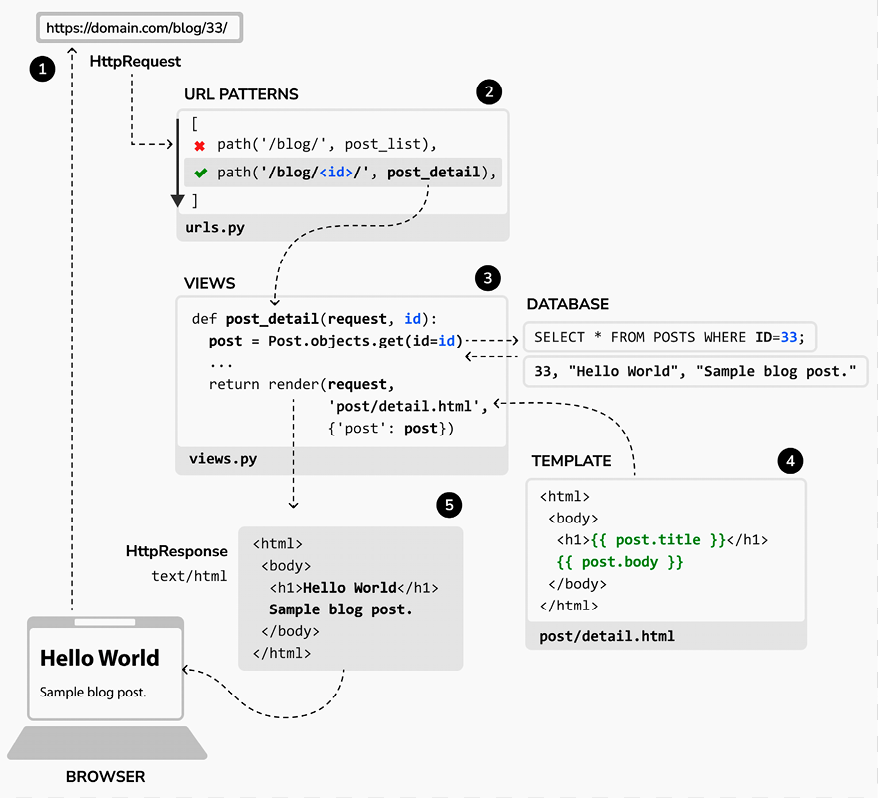 https://domain.com/blog/33/
1
HttpRequest
URL PATTERNS
2
[
path('/blog/', post_list),
path('/blog/<id>/', post_detail),
]
urls.py
VIEWS
3
def post_detail(request, id):
post = Post.objects.get(id=id)
...
return render(request,
'post/detail.html',
{'post': post})
views.py
DATABASE
SELECT * FROM POSTS WHERE ID=33;
33, "Hello World", "Sample blog post."
TEMPLATE
4
<html>
<body>
<h1>{{ post.title }}</h1>
{{ post.body }}
</body>
</html>
post/detail.html
5
HttpResponse
text/html
<html>
<body>
<h1>Hello World</h1>
Sample blog post.
</body>
</html>
Hello World
Sample blog post.
BROWSER